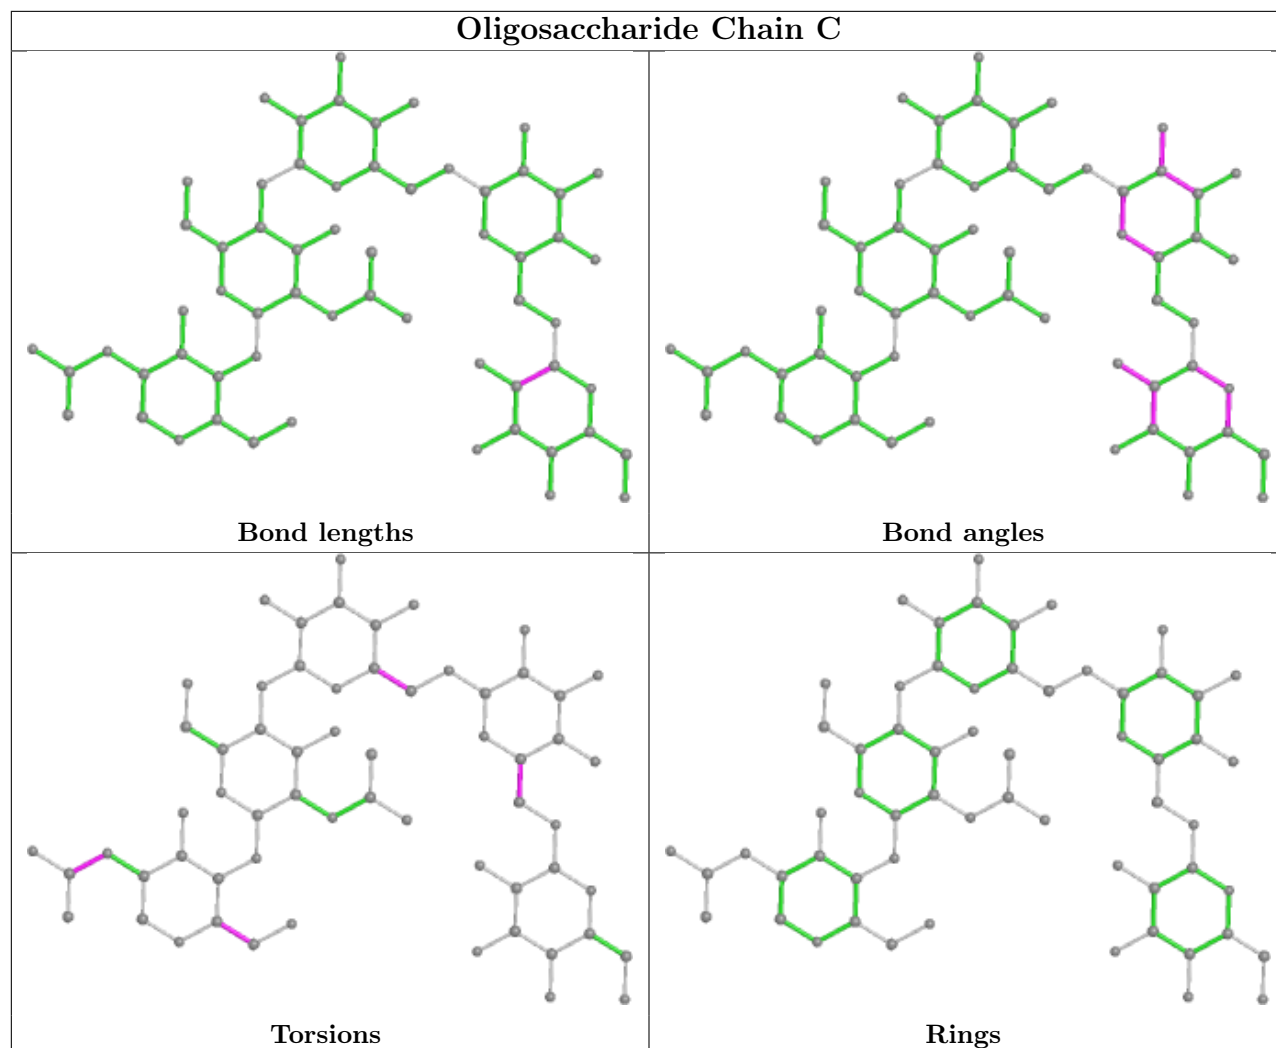 Oligosaccharide Chain C
Bond lengths
Bond angles
Torsions
Rings